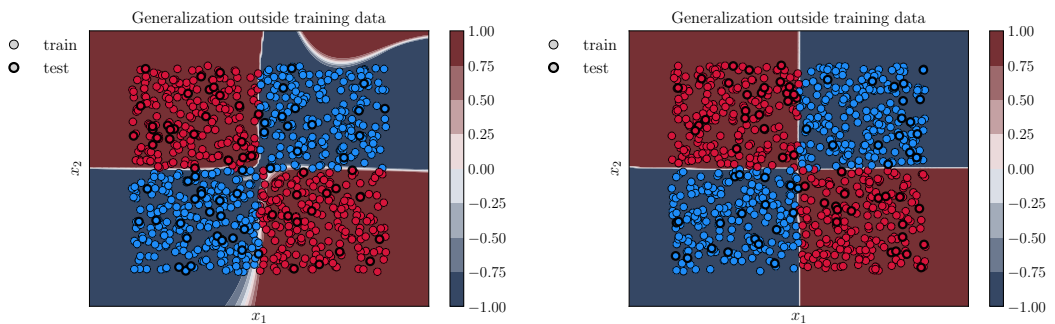 Generalization outside training data
train
test
x₂
x₁
1.00
0.75
0.50
0.25
0.00
−0.25
−0.50
−0.75
−1.00
Generalization outside training data
train
test
x₂
x₁
1.00
0.75
0.50
0.25
0.00
−0.25
−0.50
−0.75
−1.00